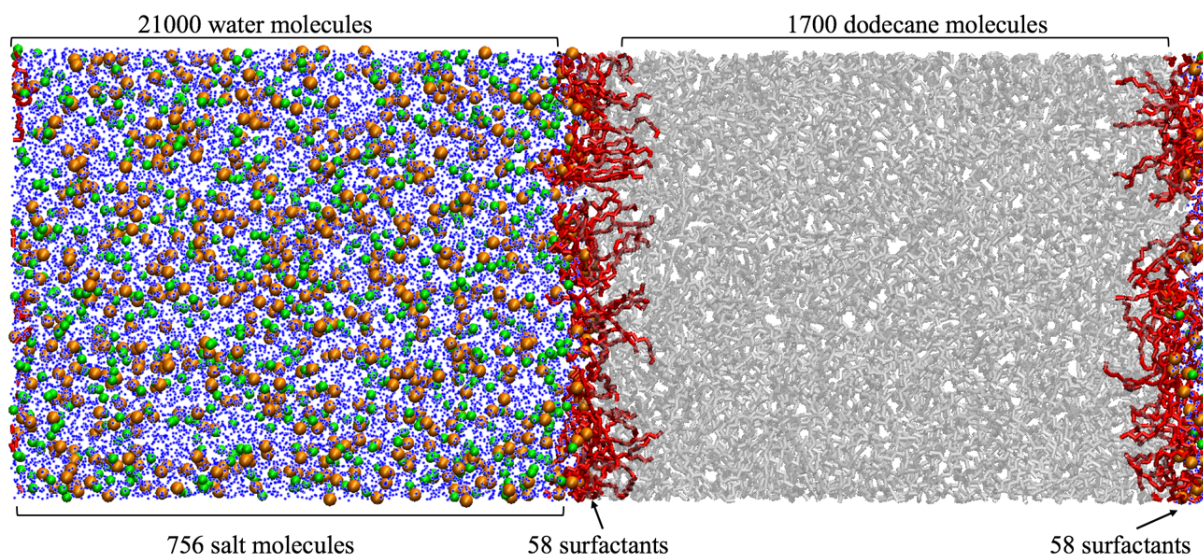 21000 water molecules
1700 dodecane molecules
756 salt molecules
58 surfactants
58 surfactants